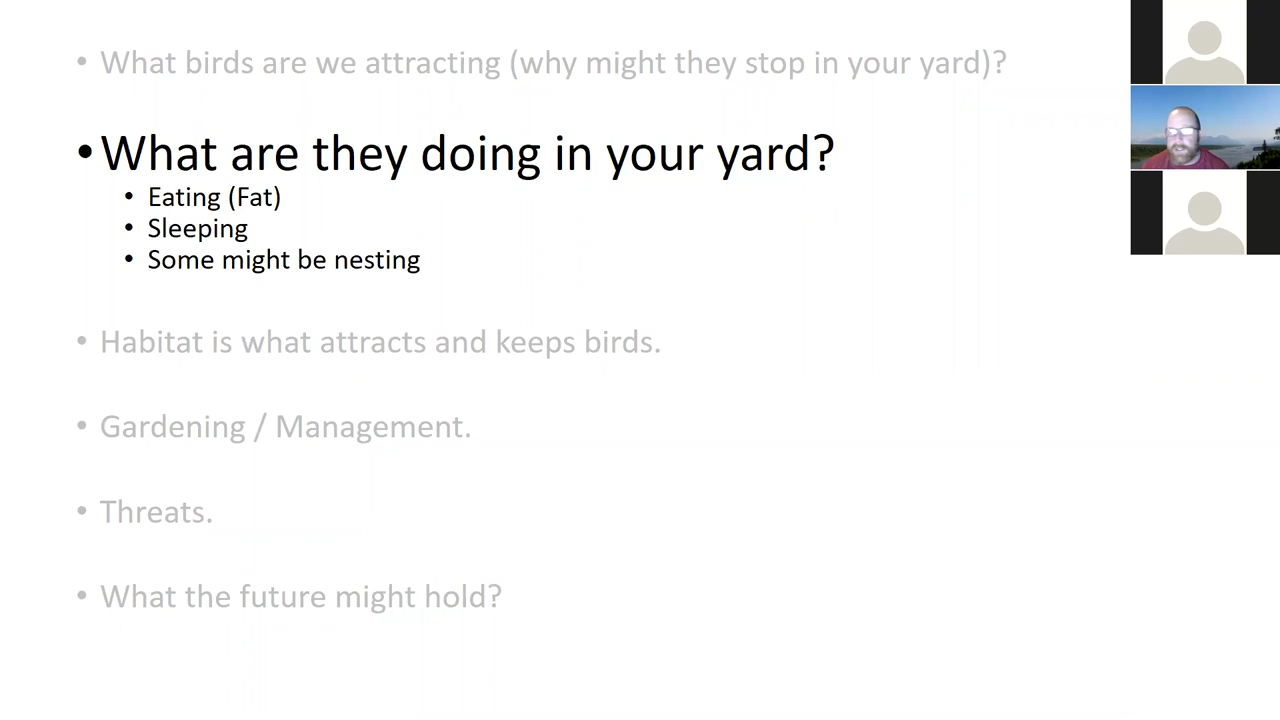 • What birds are we attracting (why might they stop in your yard)?
• What are they doing in your yard?
• Eating (Fat)
• Sleeping
• Some might be nesting
• Habitat is what attracts and keeps birds.
• Gardening / Management.
• Threats.
• What the future might hold?